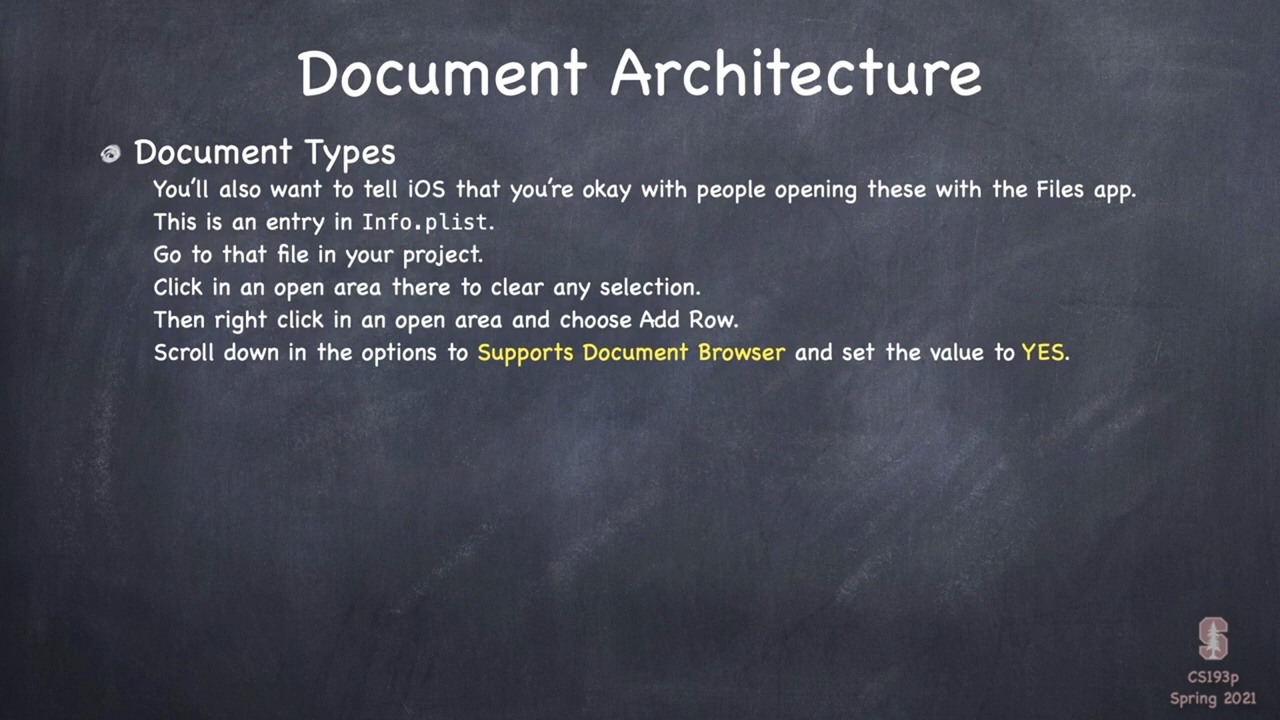 Document Architecture
Document Types
You'll also want to tell iOS that you're okay with people opening these with the Files app.
This is an entry in Info.plist.
Go to that file in your project.
Click in an open area there to clear any selection.
Then right click in an open area and choose Add Row.
Scroll down in the options to Supports Document Browser and set the value to YES.
S
CS193p
Spring 2021